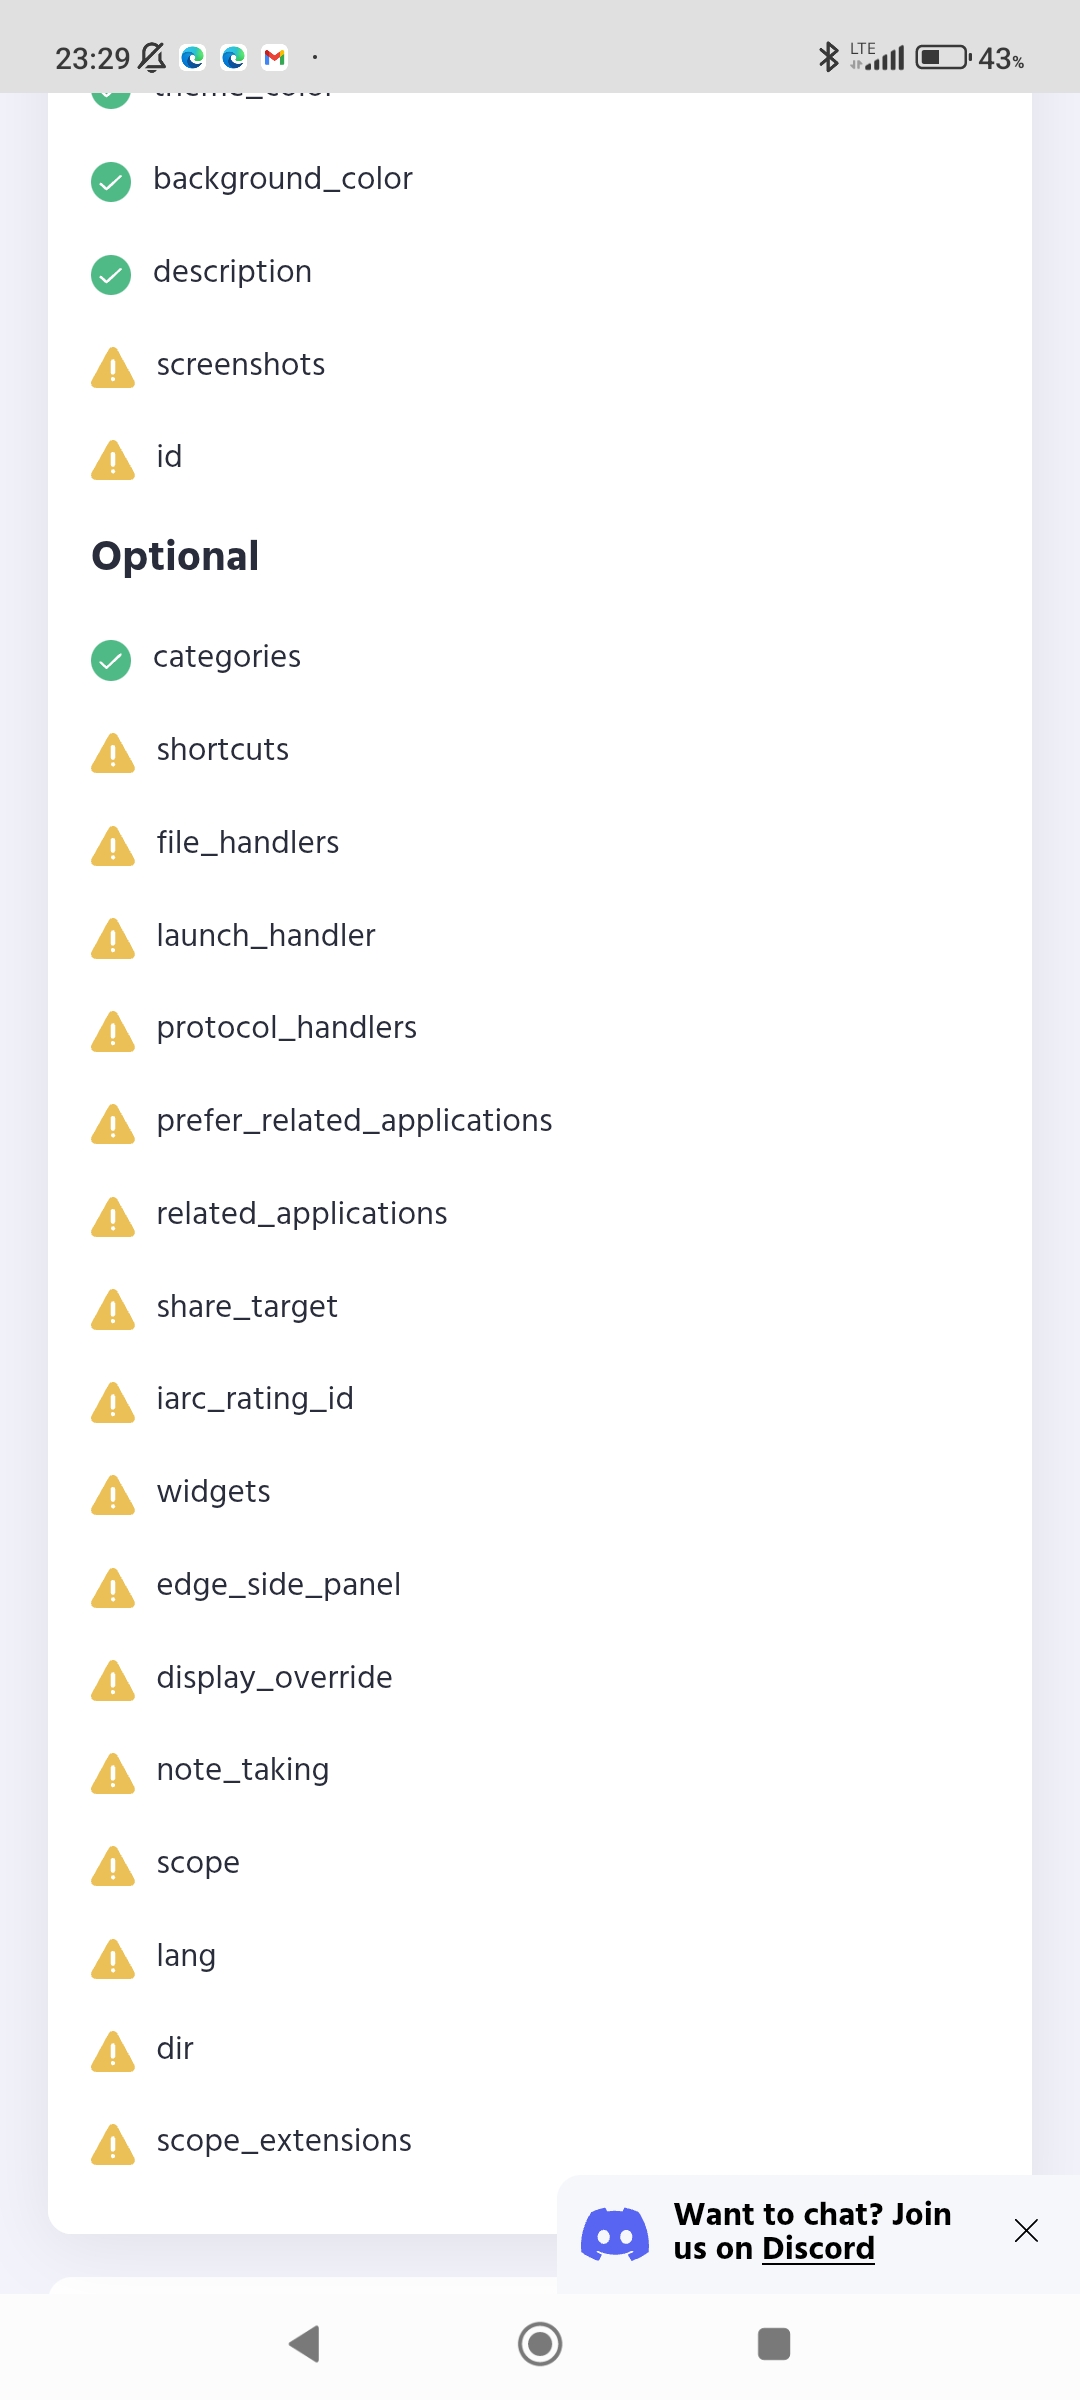 23:29
LTE
43%
background_color
description
screenshots
id
Optional
categories
shortcuts
file_handlers
launch_handler
protocol_handlers
prefer_related_applications
related_applications
share_target
iarc_rating_id
widgets
edge_side_panel
display_override
note_taking
scope
lang
dir
scope_extensions
Want to chat? Join
us on Discord